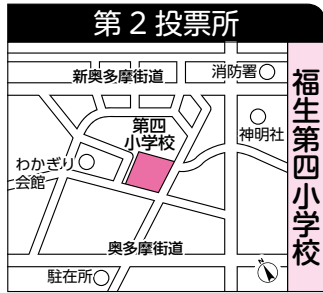 第2投票所
新奥多摩街道
消防署
第四
小学校
神明社
わかぎり
会館
奥多摩街道
駐在所
N
福生第四小学校